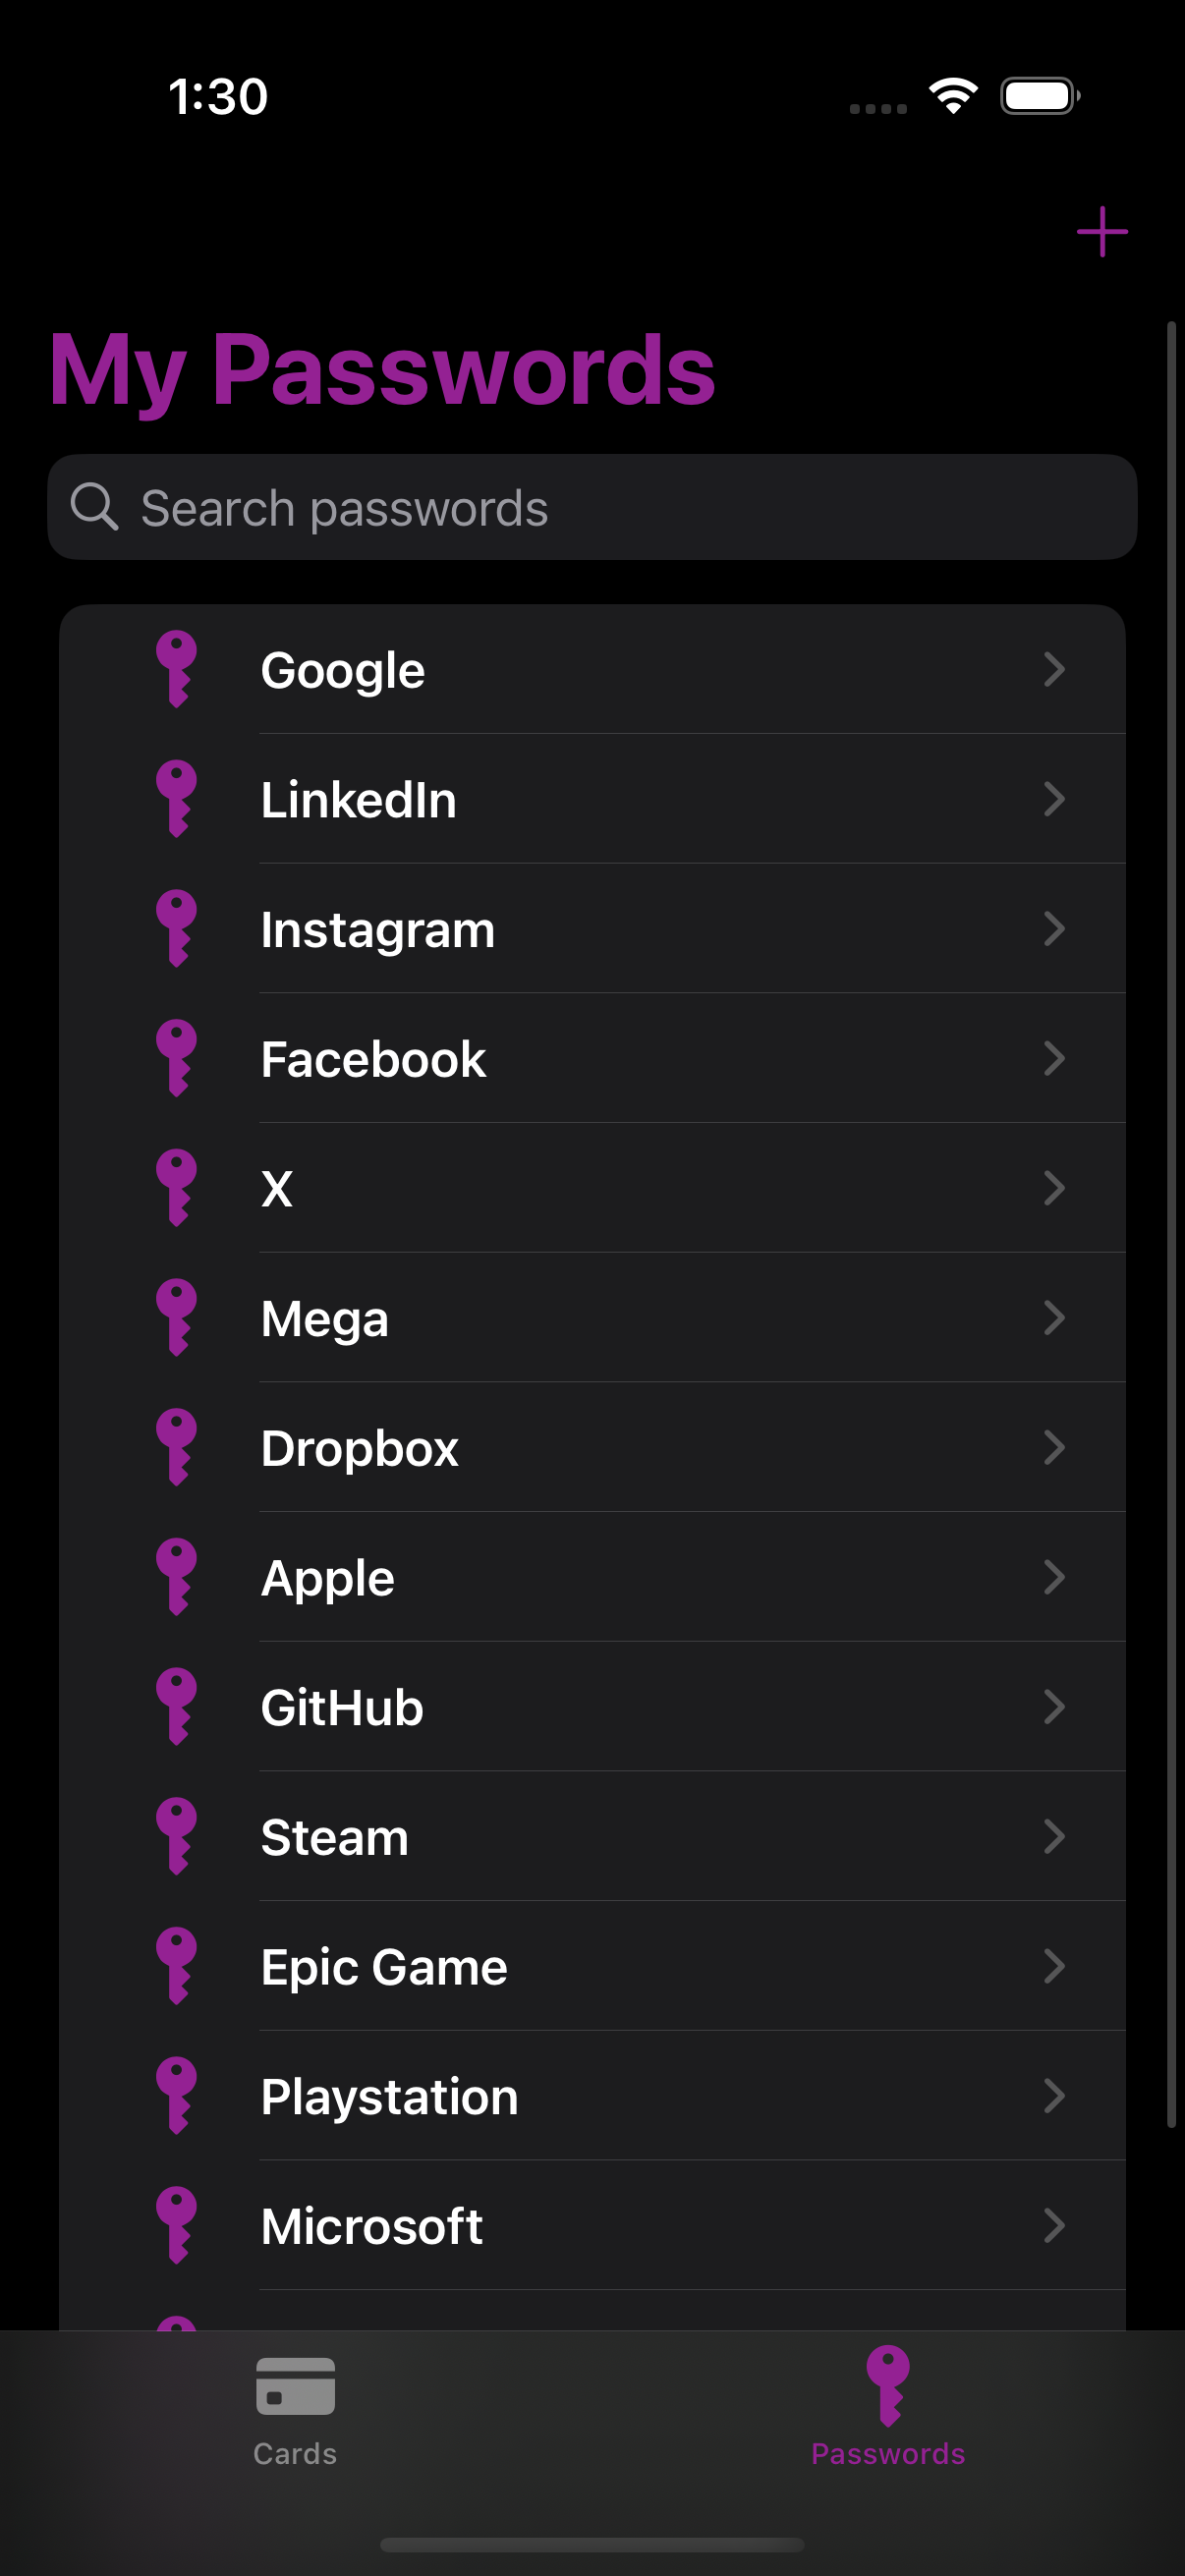 1:30
My Passwords
Search passwords
Google
LinkedIn
Instagram
Facebook
X
Mega
Dropbox
Apple
GitHub
Steam
Epic Game
Playstation
Microsoft
Cards
Passwords